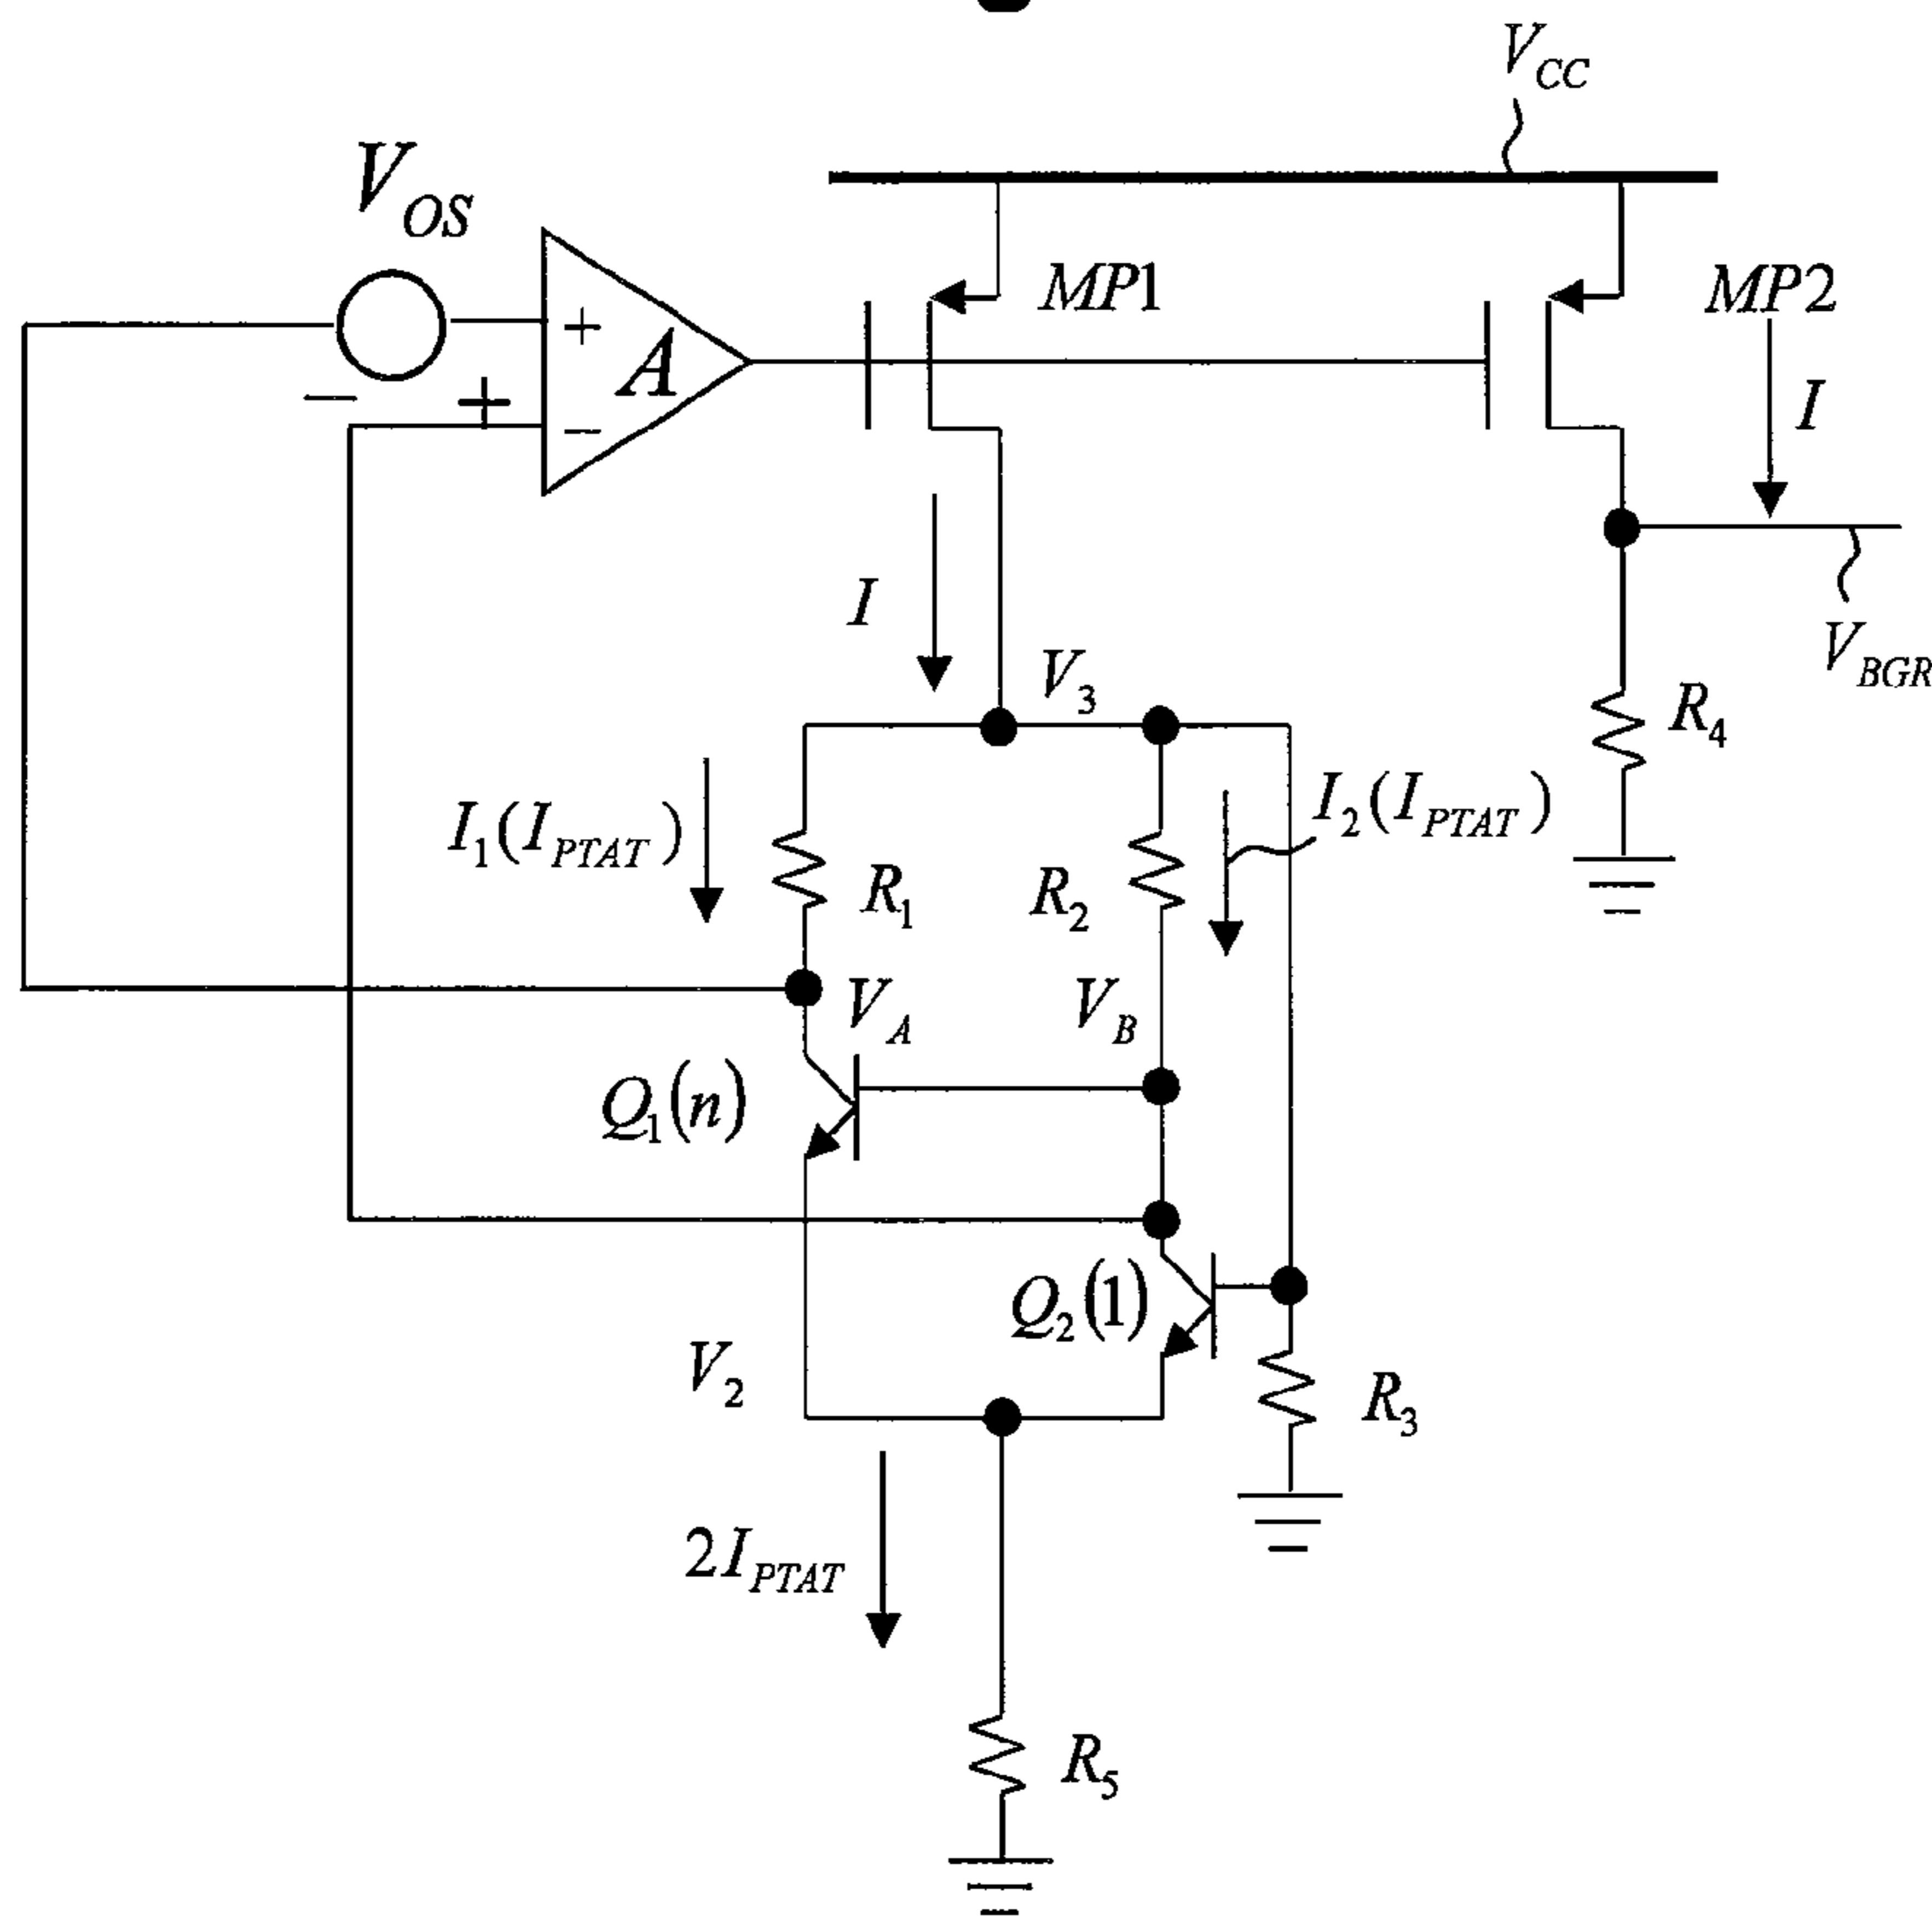 V_CC
V_OS
+
A
−
−
+
MP1
MP2
I
I
V_3
V_BGR
R_4
I_1(I_PTAT)
I_2(I_PTAT)
R_1
R_2
V_A
V_B
Q_1(n)
Q_2(1)
V_2
R_3
2I_PTAT
R_5